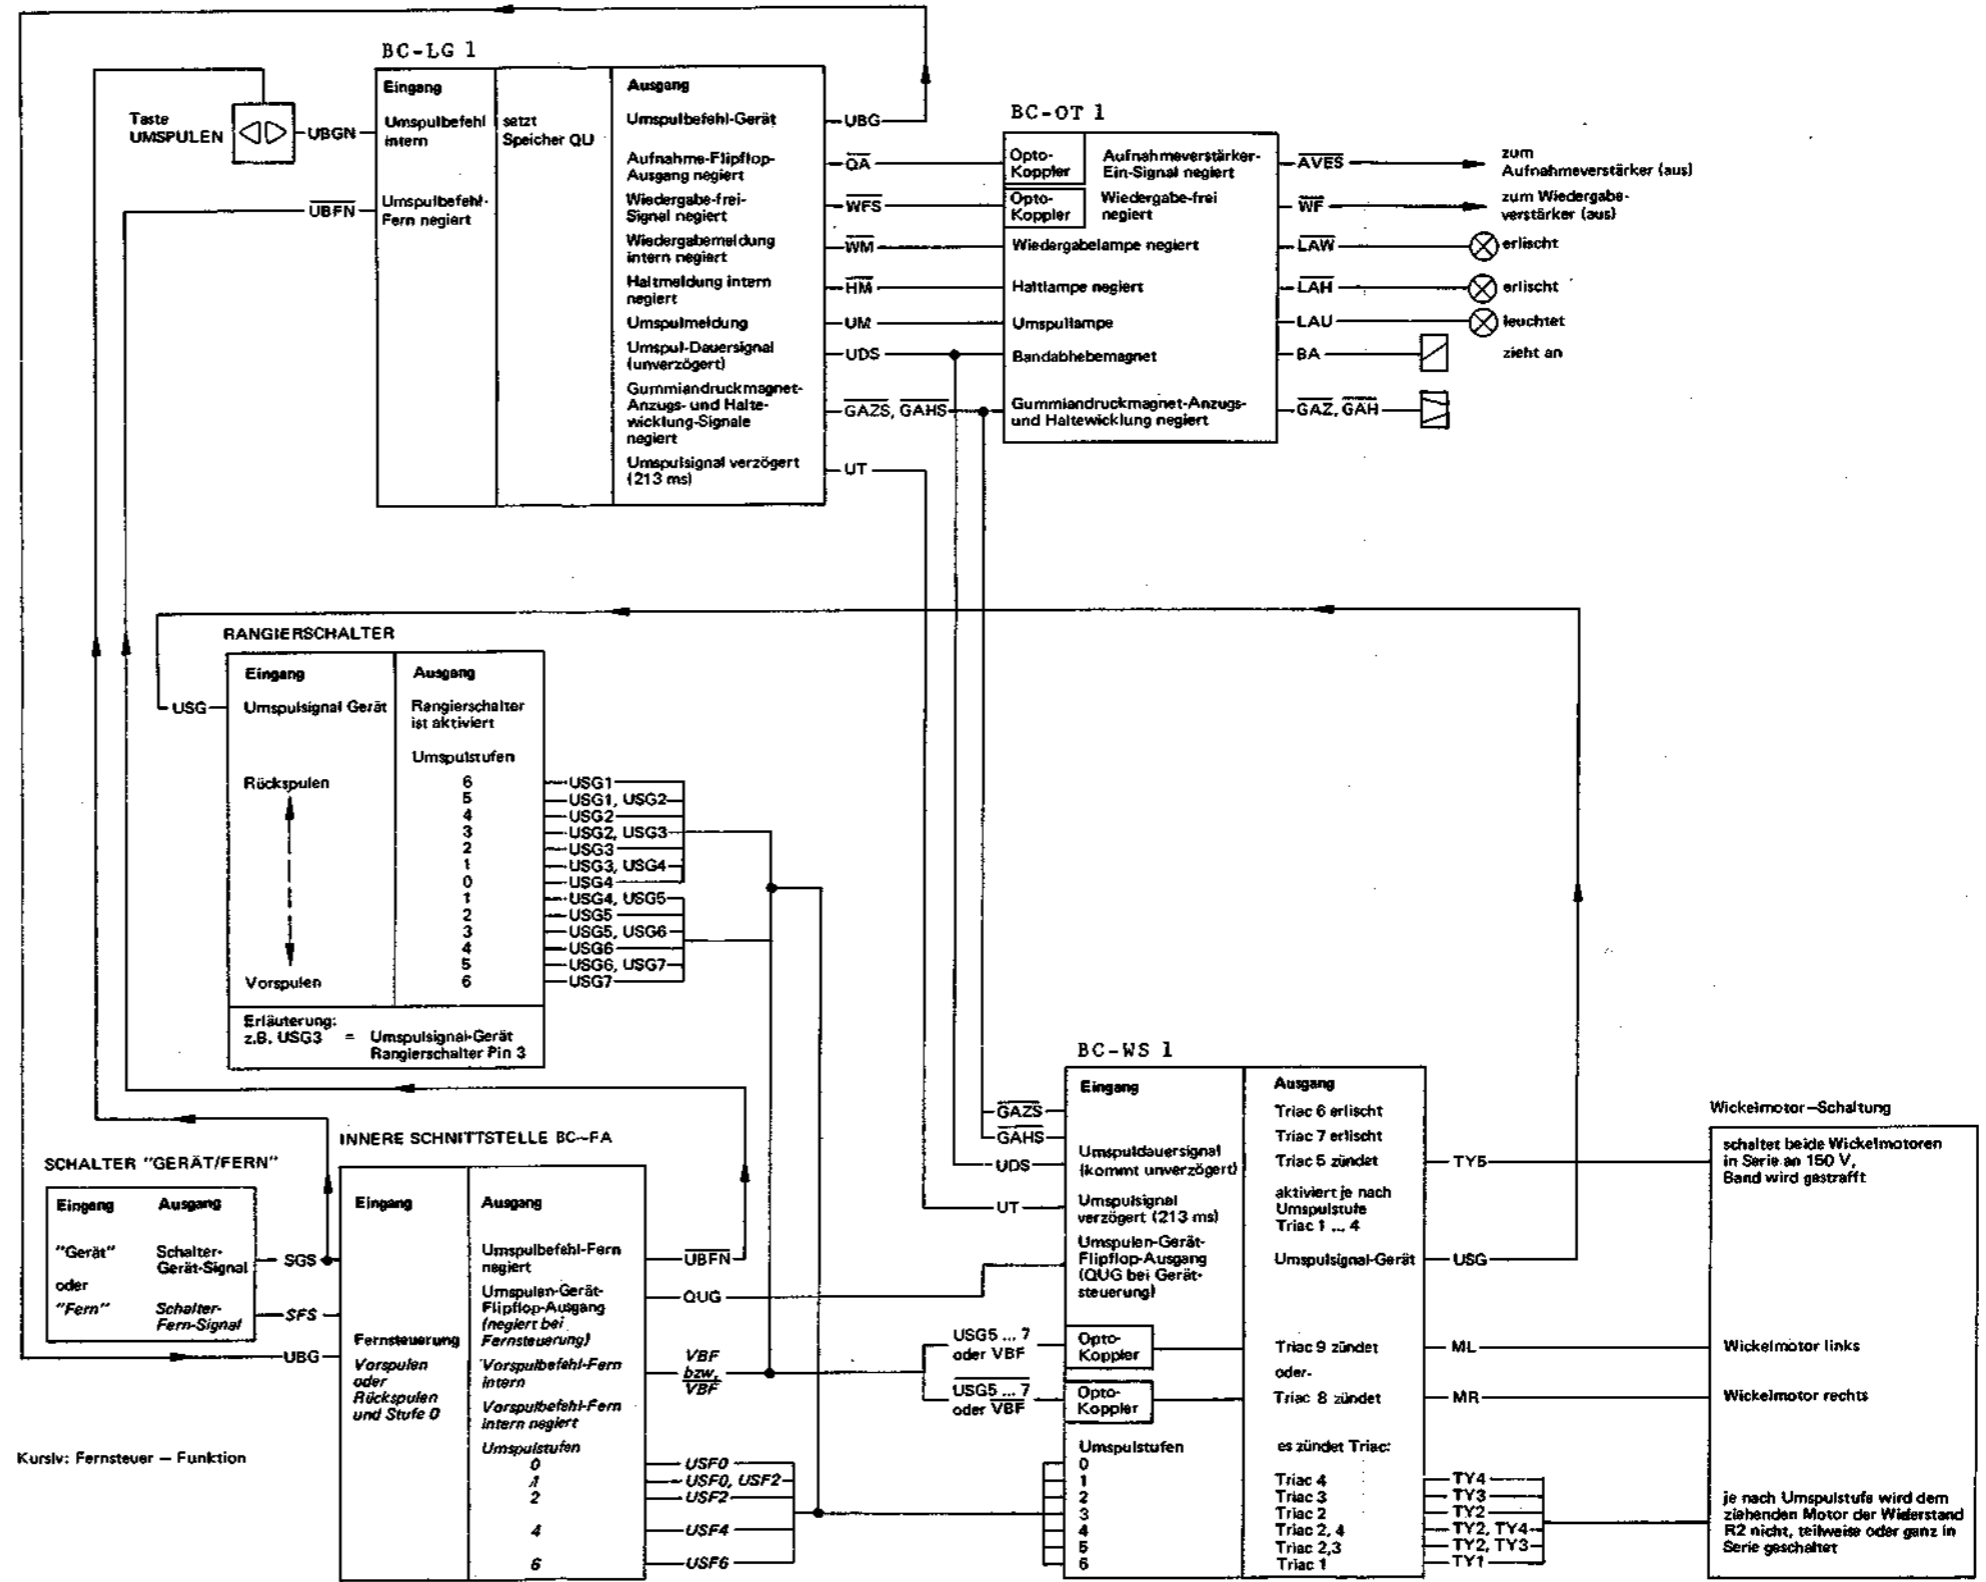 BC-LG 1
Eingang
Ausgang
Taste
UMSPULEN
UBGN
Umspulbefehl
intern
setzt
Speicher QU
Umspulbefehl-Gerät
UBG
Aufnahme-Flipflop-
Ausgang negiert
QA
UBFN
Umspulbefehl-
Fern negiert
Wiedergabe-frei-
Signal negiert
WFS
Wiedergabemeldung
intern negiert
WM
Haltmeldung intern
negiert
HM
Umspulmeldung
UM
Umspul-Dauersignal
(unverzögert)
UDS
Gummiandruckmagnet-
Anzugs- und Halte-
wicklung-Signale
negiert
GAZS, GAHS
Umspulsignal verzögert
(213 ms)
UT
BC-OT 1
Opto-
Koppler
Aufnahmeverstärker-
Ein-Signal negiert
AVES
zum
Aufnahmeverstärker (aus)
Opto-
Koppler
Wiedergabe-frei
negiert
WF
zum Wiedergabe-
verstärker (aus)
Wiedergabelampe negiert
LAW
erlischt
Haltlampe negiert
LAH
erlischt
Umspullampe
LAU
leuchtet
Bandabhebemagnet
BA
zieht an
Gummiandruckmagnet-Anzugs-
und Haltewicklung negiert
GAZ, GAH
RANGIERSCHALTER
Eingang
Ausgang
USG
Umspulsignal Gerät
Rangierschalter
ist aktiviert
Umspulstufen
Rückspulen
6 USG1
5 USG1, USG2
4 USG2
3 USG2, USG3
2 USG3
1 USG3, USG4
0 USG4
1 USG4, USG5
2 USG5
3 USG5, USG6
4 USG6
5 USG6, USG7
Vorspulen
6 USG7
Erläuterung:
z.B. USG3 = Umspulsignal-Gerät
Rangierschalter Pin 3
SCHALTER "GERÄT/FERN"
Eingang Ausgang
"Gerät" Schalter-
Gerät-Signal
SGS
oder
"Fern" Schalter-
Fern-Signal
SFS
UBG
INNERE SCHNITTSTELLE BC-FA
Eingang
Ausgang
Umspulbefehl-Fern
negiert
UBFN
Umspulen-Gerät-
Flipflop-Ausgang
(negiert bei
Fernsteuerung)
QUG
Fernsteuerung
Vorspulen
oder
Rückspulen
und Stufe 0
Vorspulbefehl-Fern
intern
VBF
bzw.
VBF
Vorspulbefehl-Fern
intern negiert
Umspulstufen
0 USF0
1 USF0, USF2
2 USF2
4 USF4
6 USF6
Kursiv: Fernsteuer – Funktion
BC-WS 1
Eingang
Ausgang
GAZS
Triac 6 erlischt
GAHS
Triac 7 erlischt
UDS
Umspuldauersignal
(kommt unverzögert)
Triac 5 zündet
TY5
UT
Umspulsignal
verzögert (213 ms)
aktiviert je nach
Umspulstufe
Triac 1 ... 4
Umspulen-Gerät-
Flipflop-Ausgang
(QUG bei Gerät-
steuerung)
Umspulsignal-Gerät
USG
USG5 ... 7
oder VBF
Opto-
Koppler
Triac 9 zündet
ML
oder-
USG5 ... 7
oder VBF
Opto-
Koppler
Triac 8 zündet
MR
Umspulstufen
es zündet Triac:
0
1 Triac 4 TY4
2 Triac 3 TY3
3 Triac 2 TY2
4 Triac 2, 4 TY2, TY4
5 Triac 2,3 TY2, TY3
6 Triac 1 TY1
Wickelmotor–Schaltung
schaltet beide Wickelmotoren
in Serie an 150 V,
Band wird gestrafft
Wickelmotor links
Wickelmotor rechts
je nach Umspulstufe wird dem
ziehenden Motor der Widerstand
R2 nicht, teilweise oder ganz in
Serie geschaltet